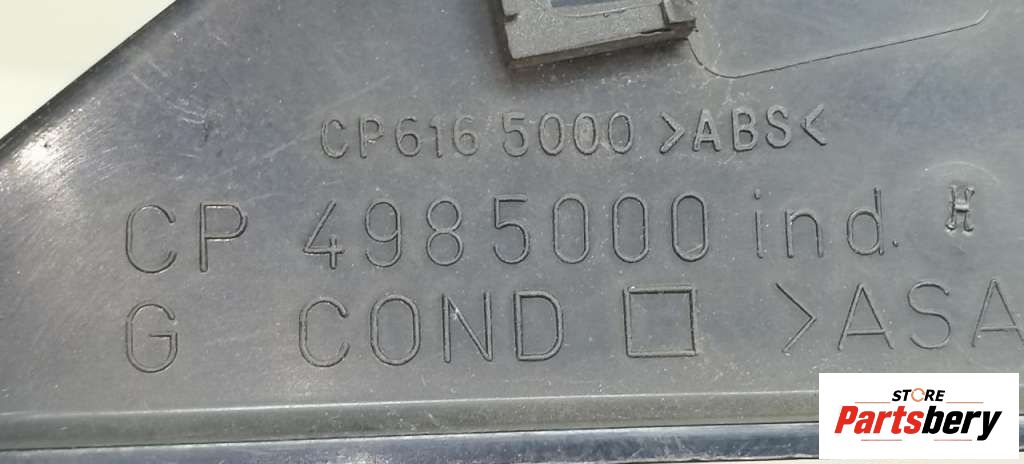 CP616 5000 >ABS<
CP 4985000 ind. H
G COND □ >ASA
STORE
Partsbery